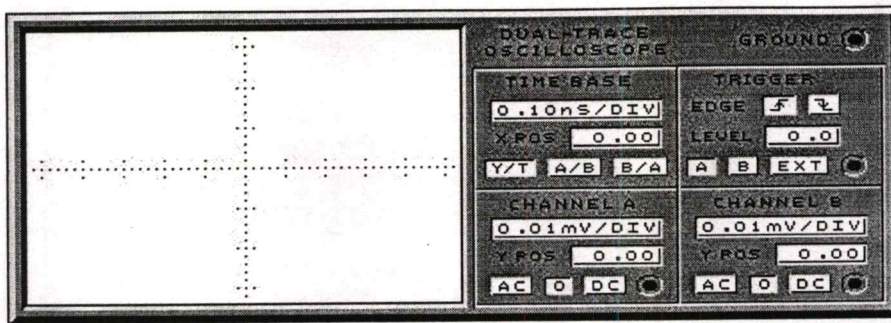 DUAL-TRACE
OSCILLOSCOPE
GROUND
TIME BASE
0.10nS/DIV
X POS 0.00
Y/T A/B B/A
TRIGGER
EDGE
LEVEL 0.0
A B EXT
CHANNEL A
0.01mV/DIV
Y POS 0.00
AC 0 DC
CHANNEL B
0.01mV/DIV
Y POS 0.00
AC 0 DC